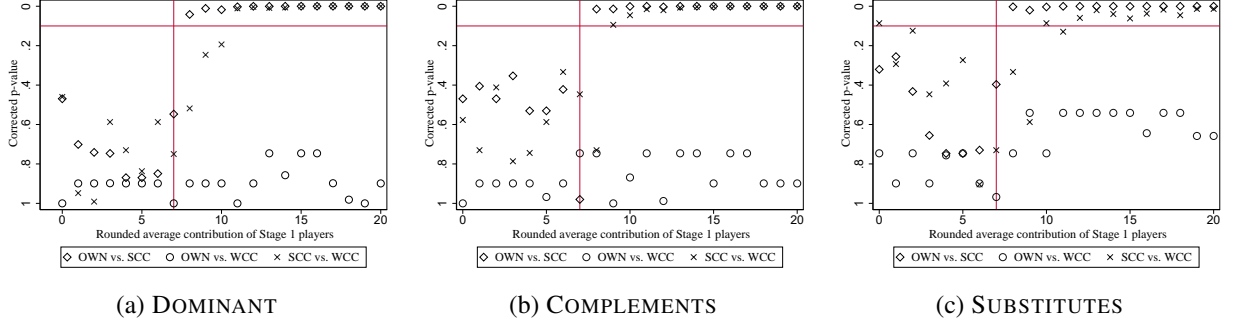 0
.2
.4
.6
.8
1
Corrected p-value
0 5 10 15 20
Rounded average contribution of Stage 1 players
OWN vs. SCC OWN vs. WCC SCC vs. WCC
(a) DOMINANT
0
.2
.4
.6
.8
1
Corrected p-value
0 5 10 15 20
Rounded average contribution of Stage 1 players
OWN vs. SCC OWN vs. WCC SCC vs. WCC
(b) COMPLEMENTS
0
.2
.4
.6
.8
1
Corrected p-value
0 5 10 15 20
Rounded average contribution of Stage 1 players
OWN vs. SCC OWN vs. WCC SCC vs. WCC
(c) SUBSTITUTES